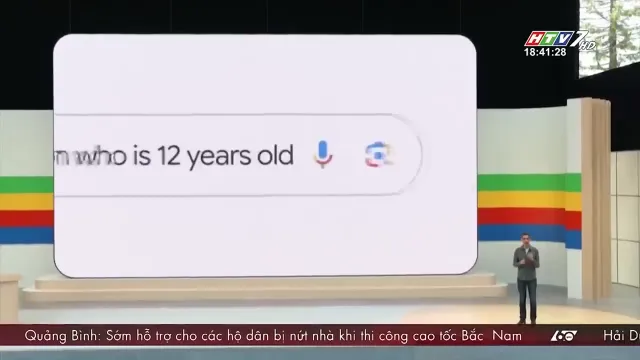 HTV7 HD
18:41:28
who is 12 years old
Quảng Bình: Sớm hỗ trợ cho các hộ dân bị nứt nhà khi thi công cao tốc Bắc Nam
60
Hải D